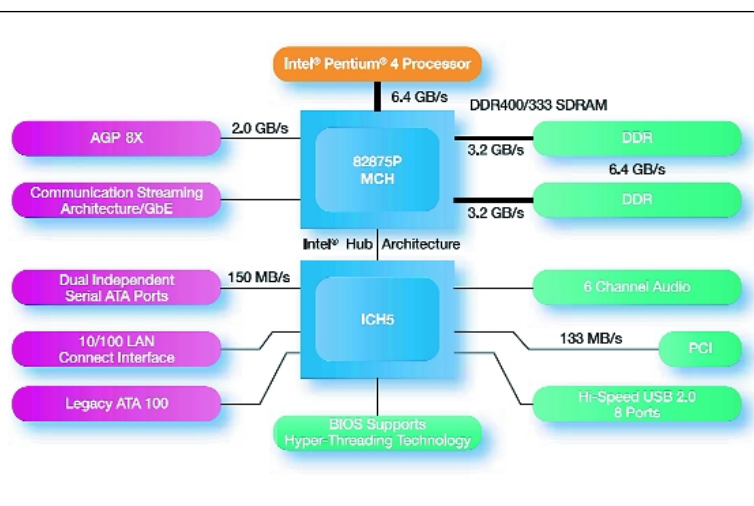 Intel® Pentium® 4 Processor
6.4 GB/s
DDR400/333 SDRAM
AGP 8X
2.0 GB/s
82875P
MCH
3.2 GB/s
DDR
6.4 GB/s
Communication Streaming
Architecture/GbE
3.2 GB/s
DDR
Intel® Hub Architecture
Dual Independent
Serial ATA Ports
150 MB/s
ICH5
6 Channel Audio
10/100 LAN
Connect Interface
133 MB/s
PCI
Legacy ATA 100
Hi-Speed USB 2.0
8 Ports
BIOS Supports
Hyper-Threading Technology